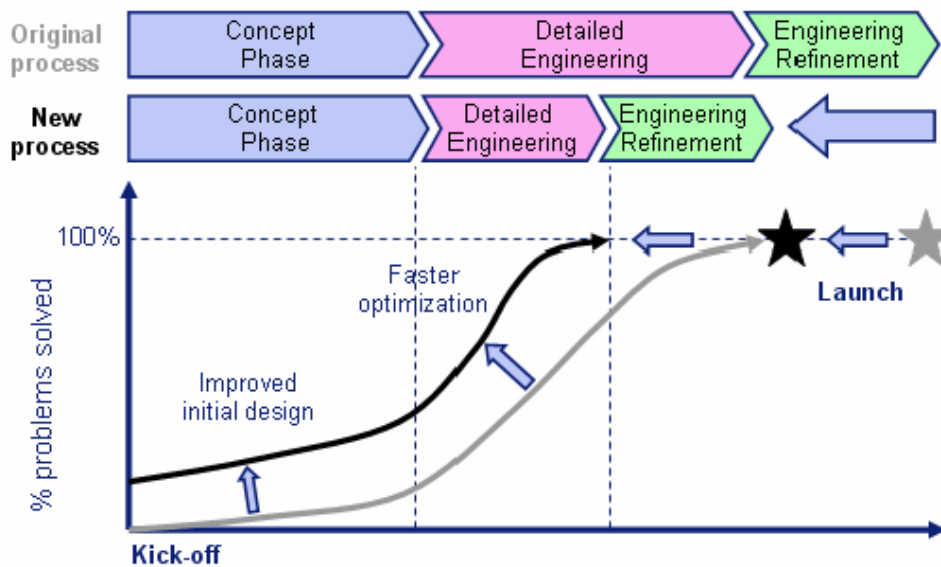 Original
process
Concept
Phase
Detailed
Engineering
Engineering
Refinement
New
process
Concept
Phase
Detailed
Engineering
Engineering
Refinement
100%
Faster
optimization
Launch
Improved
initial design
% problems solved
Kick-off